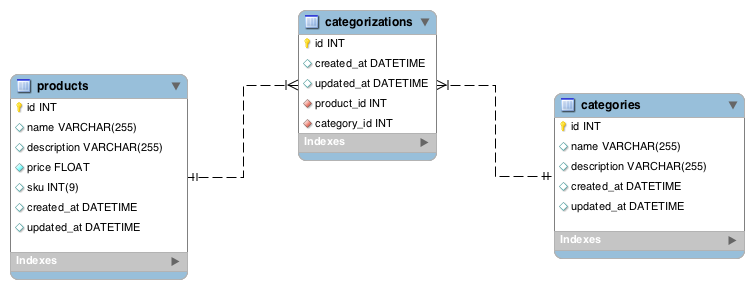 products
id INT
name VARCHAR(255)
description VARCHAR(255)
price FLOAT
sku INT(9)
created_at DATETIME
updated_at DATETIME
Indexes
categorizations
id INT
created_at DATETIME
updated_at DATETIME
product_id INT
category_id INT
Indexes
categories
id INT
name VARCHAR(255)
description VARCHAR(255)
created_at DATETIME
updated_at DATETIME
Indexes